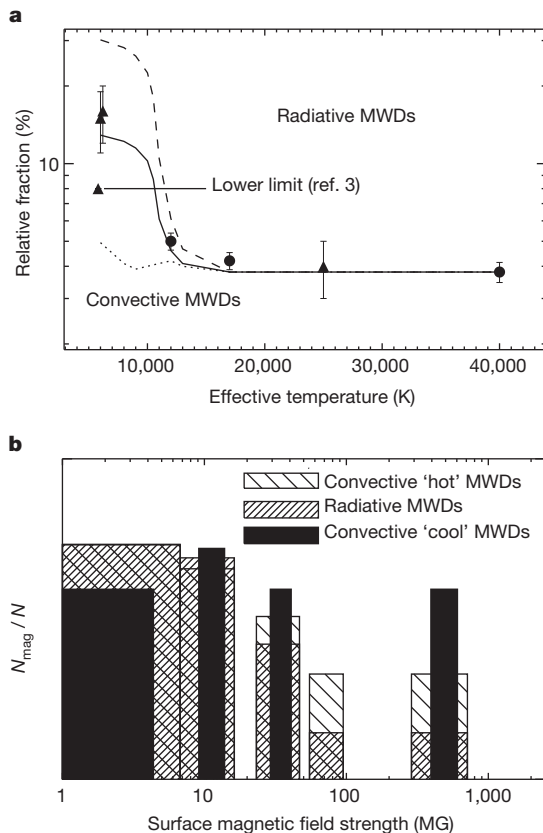 a
Relative fraction (%)
10
Radiative MWDs
Lower limit (ref. 3)
Convective MWDs
10,000 20,000 30,000 40,000
Effective temperature (K)
b
Convective 'hot' MWDs
Radiative MWDs
Convective 'cool' MWDs
N_mag / N
1 10 100 1,000
Surface magnetic field strength (MG)